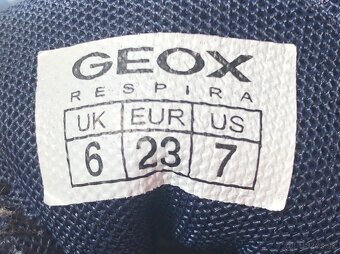 GEOX
RESPIRA
UK EUR US
6 23 7